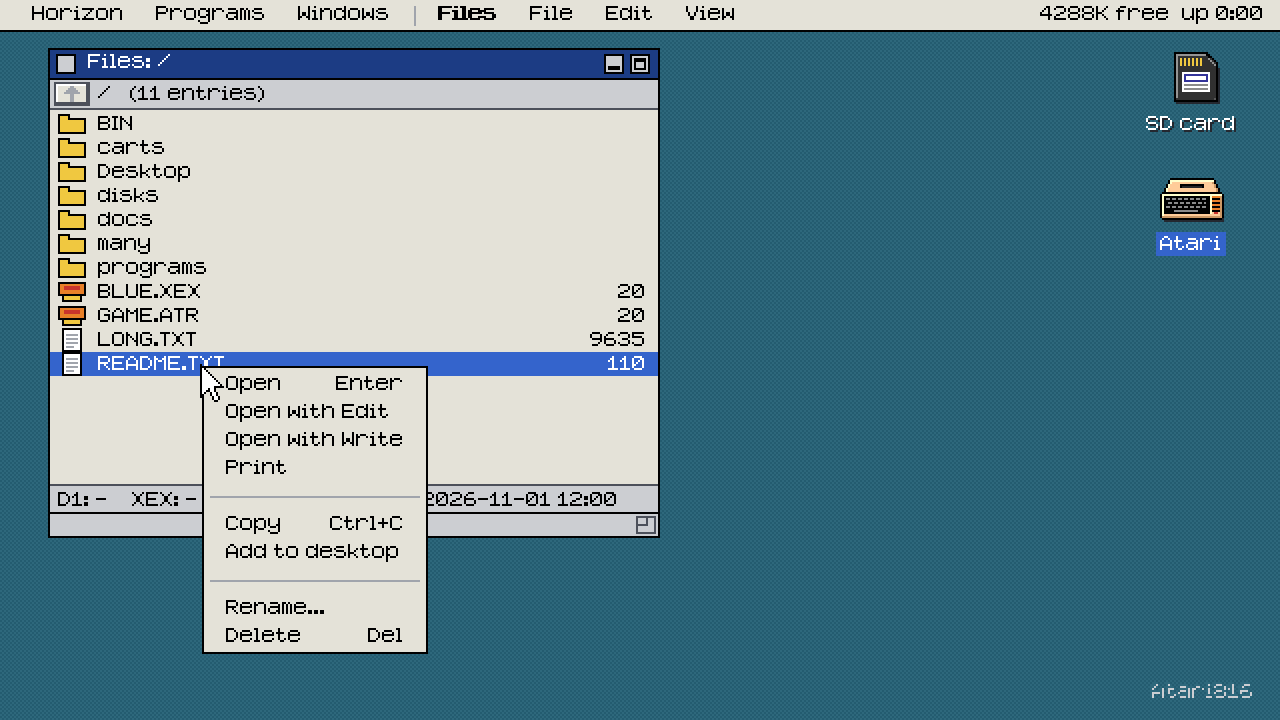 Horizon Programs Windows | Files File Edit View 4288K free up 0:00
Files: /
/ (11 entries)
BIN
carts
Desktop
disks
docs
many
programs
BLUE.XEX 20
GAME.ATR 20
LONG.TXT 9635
README.TXT 110
Open Enter
Open with Edit
Open with Write
Print
Copy Ctrl+C
Add to desktop
Rename...
Delete Del
D1: - XEX: - 2026-11-01 12:00
SD card
Atari
Atari816